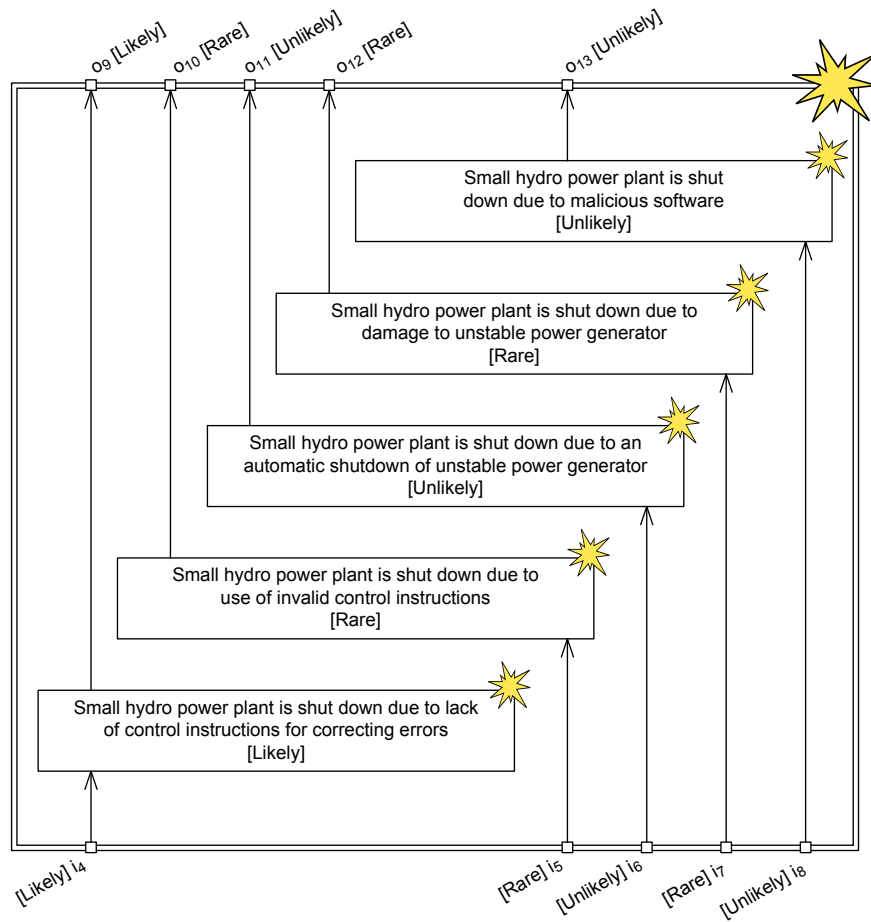 o9 [Likely]
o10 [Rare]
o11 [Unlikely]
o12 [Rare]
o13 [Unlikely]
Small hydro power plant is shut
down due to malicious software
[Unlikely]
Small hydro power plant is shut down due to
damage to unstable power generator
[Rare]
Small hydro power plant is shut down due to an
automatic shutdown of unstable power generator
[Unlikely]
Small hydro power plant is shut down due to
use of invalid control instructions
[Rare]
Small hydro power plant is shut down due to lack
of control instructions for correcting errors
[Likely]
[Likely] i4
[Rare] i5
[Unlikely] i6
[Rare] i7
[Unlikely] i8